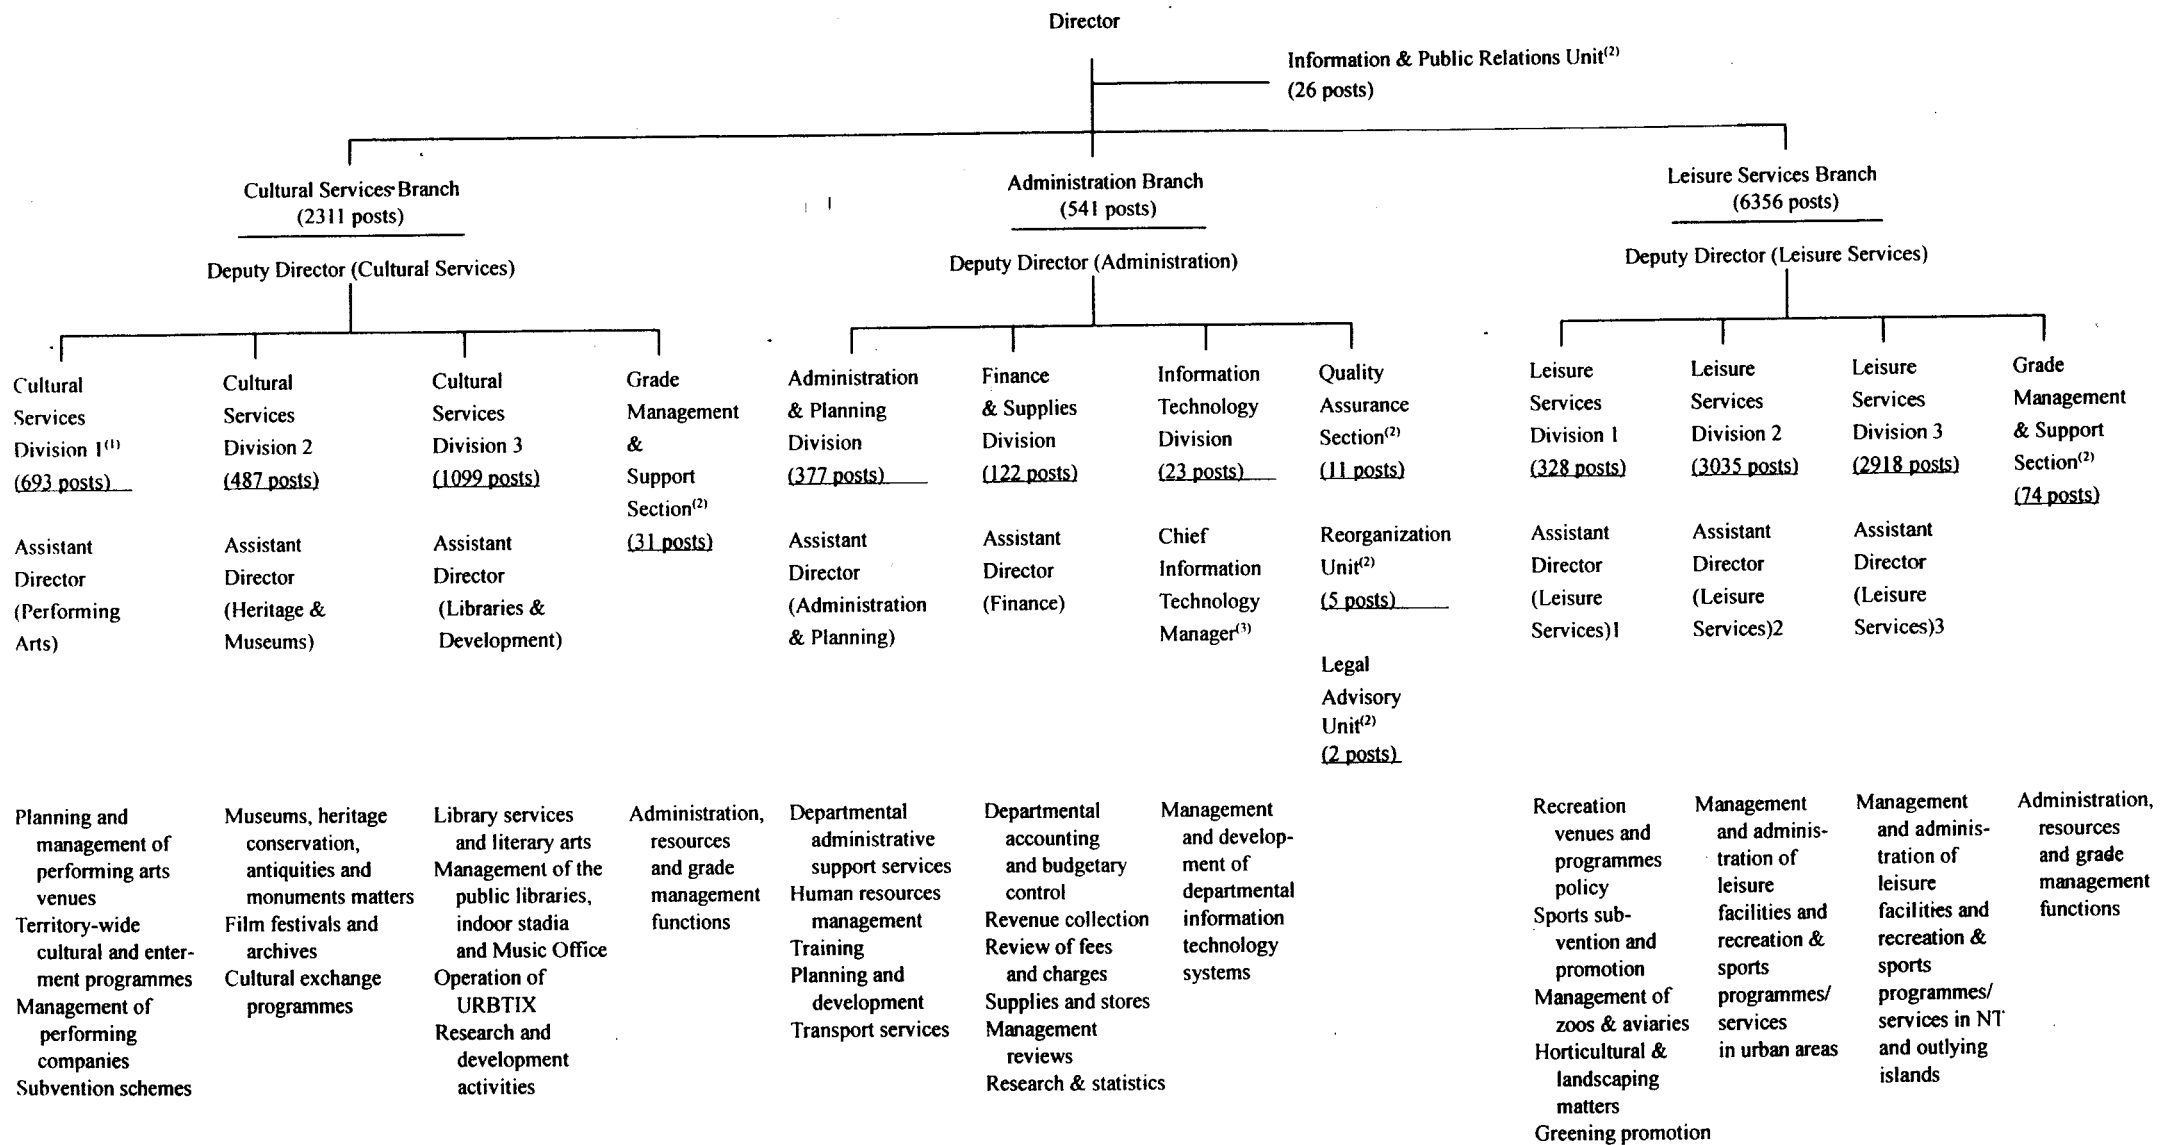 Director
Information & Public Relations Unit(2)
(26 posts)
Cultural Services Branch
(2311 posts)
Deputy Director (Cultural Services)
Administration Branch
(541 posts)
Deputy Director (Administration)
Leisure Services Branch
(6356 posts)
Deputy Director (Leisure Services)
Cultural
Services
Division 1(1)
(693 posts)
Assistant
Director
(Performing
Arts)
Planning and
management of
performing arts
venues
Territory-wide
cultural and enter-
ment programmes
Management of
performing
companies
Subvention schemes
Cultural
Services
Division 2
(487 posts)
Assistant
Director
(Heritage &
Museums)
Museums, heritage
conservation,
antiquities and
monuments matters
Film festivals and
archives
Cultural exchange
programmes
Cultural
Services
Division 3
(1099 posts)
Assistant
Director
(Libraries &
Development)
Library services
and literary arts
Management of the
public libraries,
indoor stadia
and Music Office
Operation of
URBTIX
Research and
development
activities
Grade
Management
&
Support
Section(2)
(31 posts)
Administration,
resources
and grade
management
functions
Administration
& Planning
Division
(377 posts)
Assistant
Director
(Administration
& Planning)
Departmental
administrative
support services
Human resources
management
Training
Planning and
development
Transport services
Finance
& Supplies
Division
(122 posts)
Assistant
Director
(Finance)
Departmental
accounting
and budgetary
control
Revenue collection
Review of fees
and charges
Supplies and stores
Management
reviews
Research & statistics
Information
Technology
Division
(23 posts)
Chief
Information
Technology
Manager(3)
Management
and develop-
ment of
departmental
information
technology
systems
Quality
Assurance
Section(2)
(11 posts)
Reorganization
Unit(2)
(5 posts)
Legal
Advisory
Unit(2)
(2 posts)
Leisure
Services
Division 1
(328 posts)
Assistant
Director
(Leisure
Services)1
Recreation
venues and
programmes
policy
Sports sub-
vention and
promotion
Management of
zoos & aviaries
Horticultural &
landscaping
matters
Greening promotion
Leisure
Services
Division 2
(3035 posts)
Assistant
Director
(Leisure
Services)2
Management
and adminis-
tration of
leisure
facilities and
recreation &
sports
programmes/
services
in urban areas
Leisure
Services
Division 3
(2918 posts)
Assistant
Director
(Leisure
Services)3
Management
and adminis-
tration of
leisure
facilities and
recreation &
sports
programmes/
services in NT
and outlying
islands
Grade
Management
& Support
Section(2)
(74 posts)
Administration,
resources
and grade
management
functions